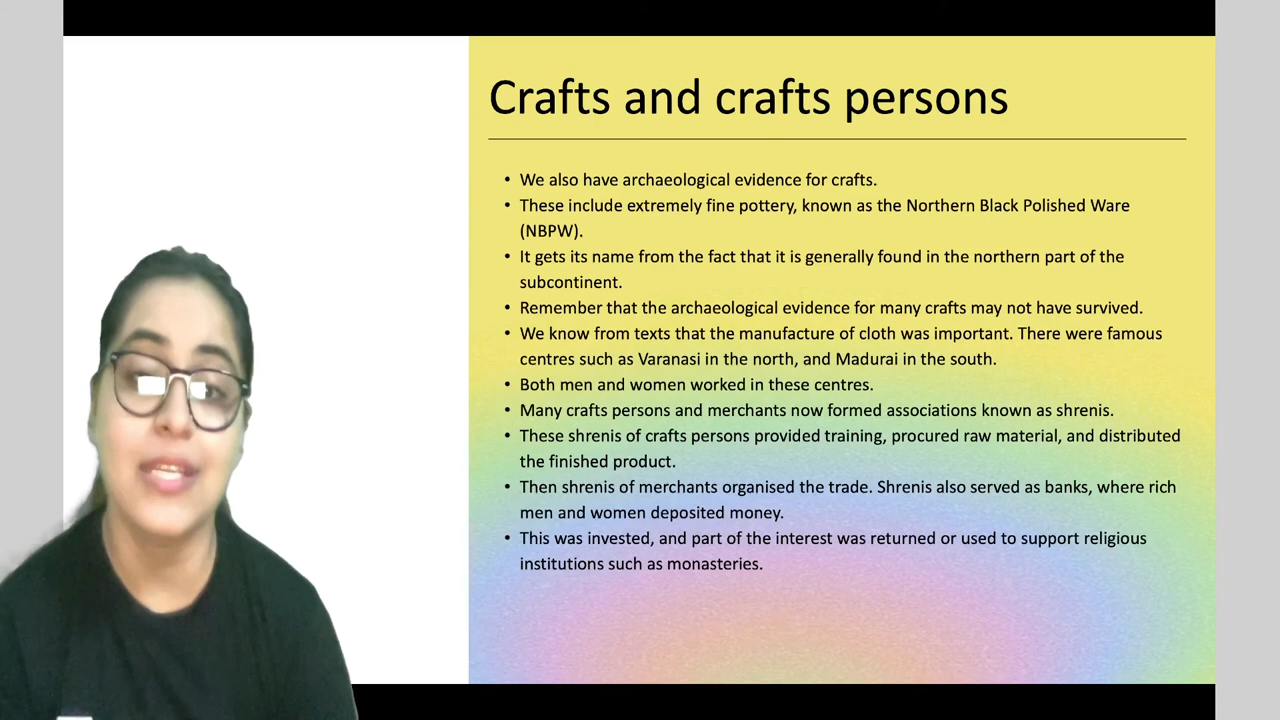 Crafts and crafts persons
• We also have archaeological evidence for crafts.
• These include extremely fine pottery, known as the Northern Black Polished Ware
(NBPW).
• It gets its name from the fact that it is generally found in the northern part of the
subcontinent.
• Remember that the archaeological evidence for many crafts may not have survived.
• We know from texts that the manufacture of cloth was important. There were famous
centres such as Varanasi in the north, and Madurai in the south.
• Both men and women worked in these centres.
• Many crafts persons and merchants now formed associations known as shrenis.
• These shrenis of crafts persons provided training, procured raw material, and distributed
the finished product.
• Then shrenis of merchants organised the trade. Shrenis also served as banks, where rich
men and women deposited money.
• This was invested, and part of the interest was returned or used to support religious
institutions such as monasteries.